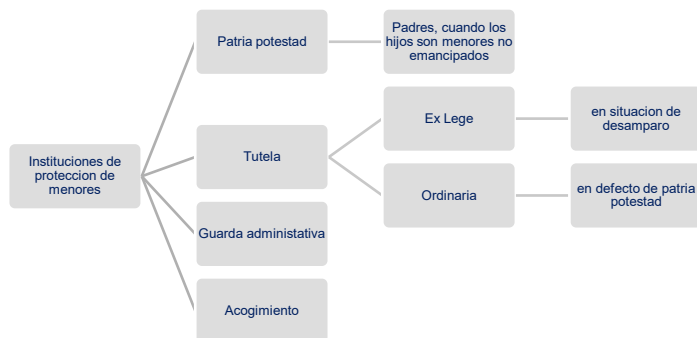 Patria potestad
Padres, cuando los
hijos son menores no
emancipados
Ex Lege
en situacion de
desamparo
Instituciones de
proteccion de
menores
Tutela
Ordinaria
en defecto de patria
potestad
Guarda administativa
Acogimiento